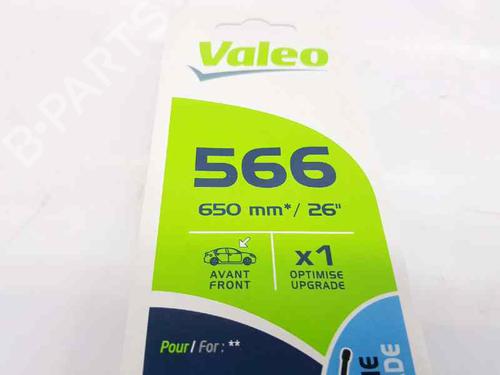 B-PARTS
Valeo
566
650 mm*/ 26"
AVANT
FRONT
x1
OPTIMISE
UPGRADE
Pour/ For : **